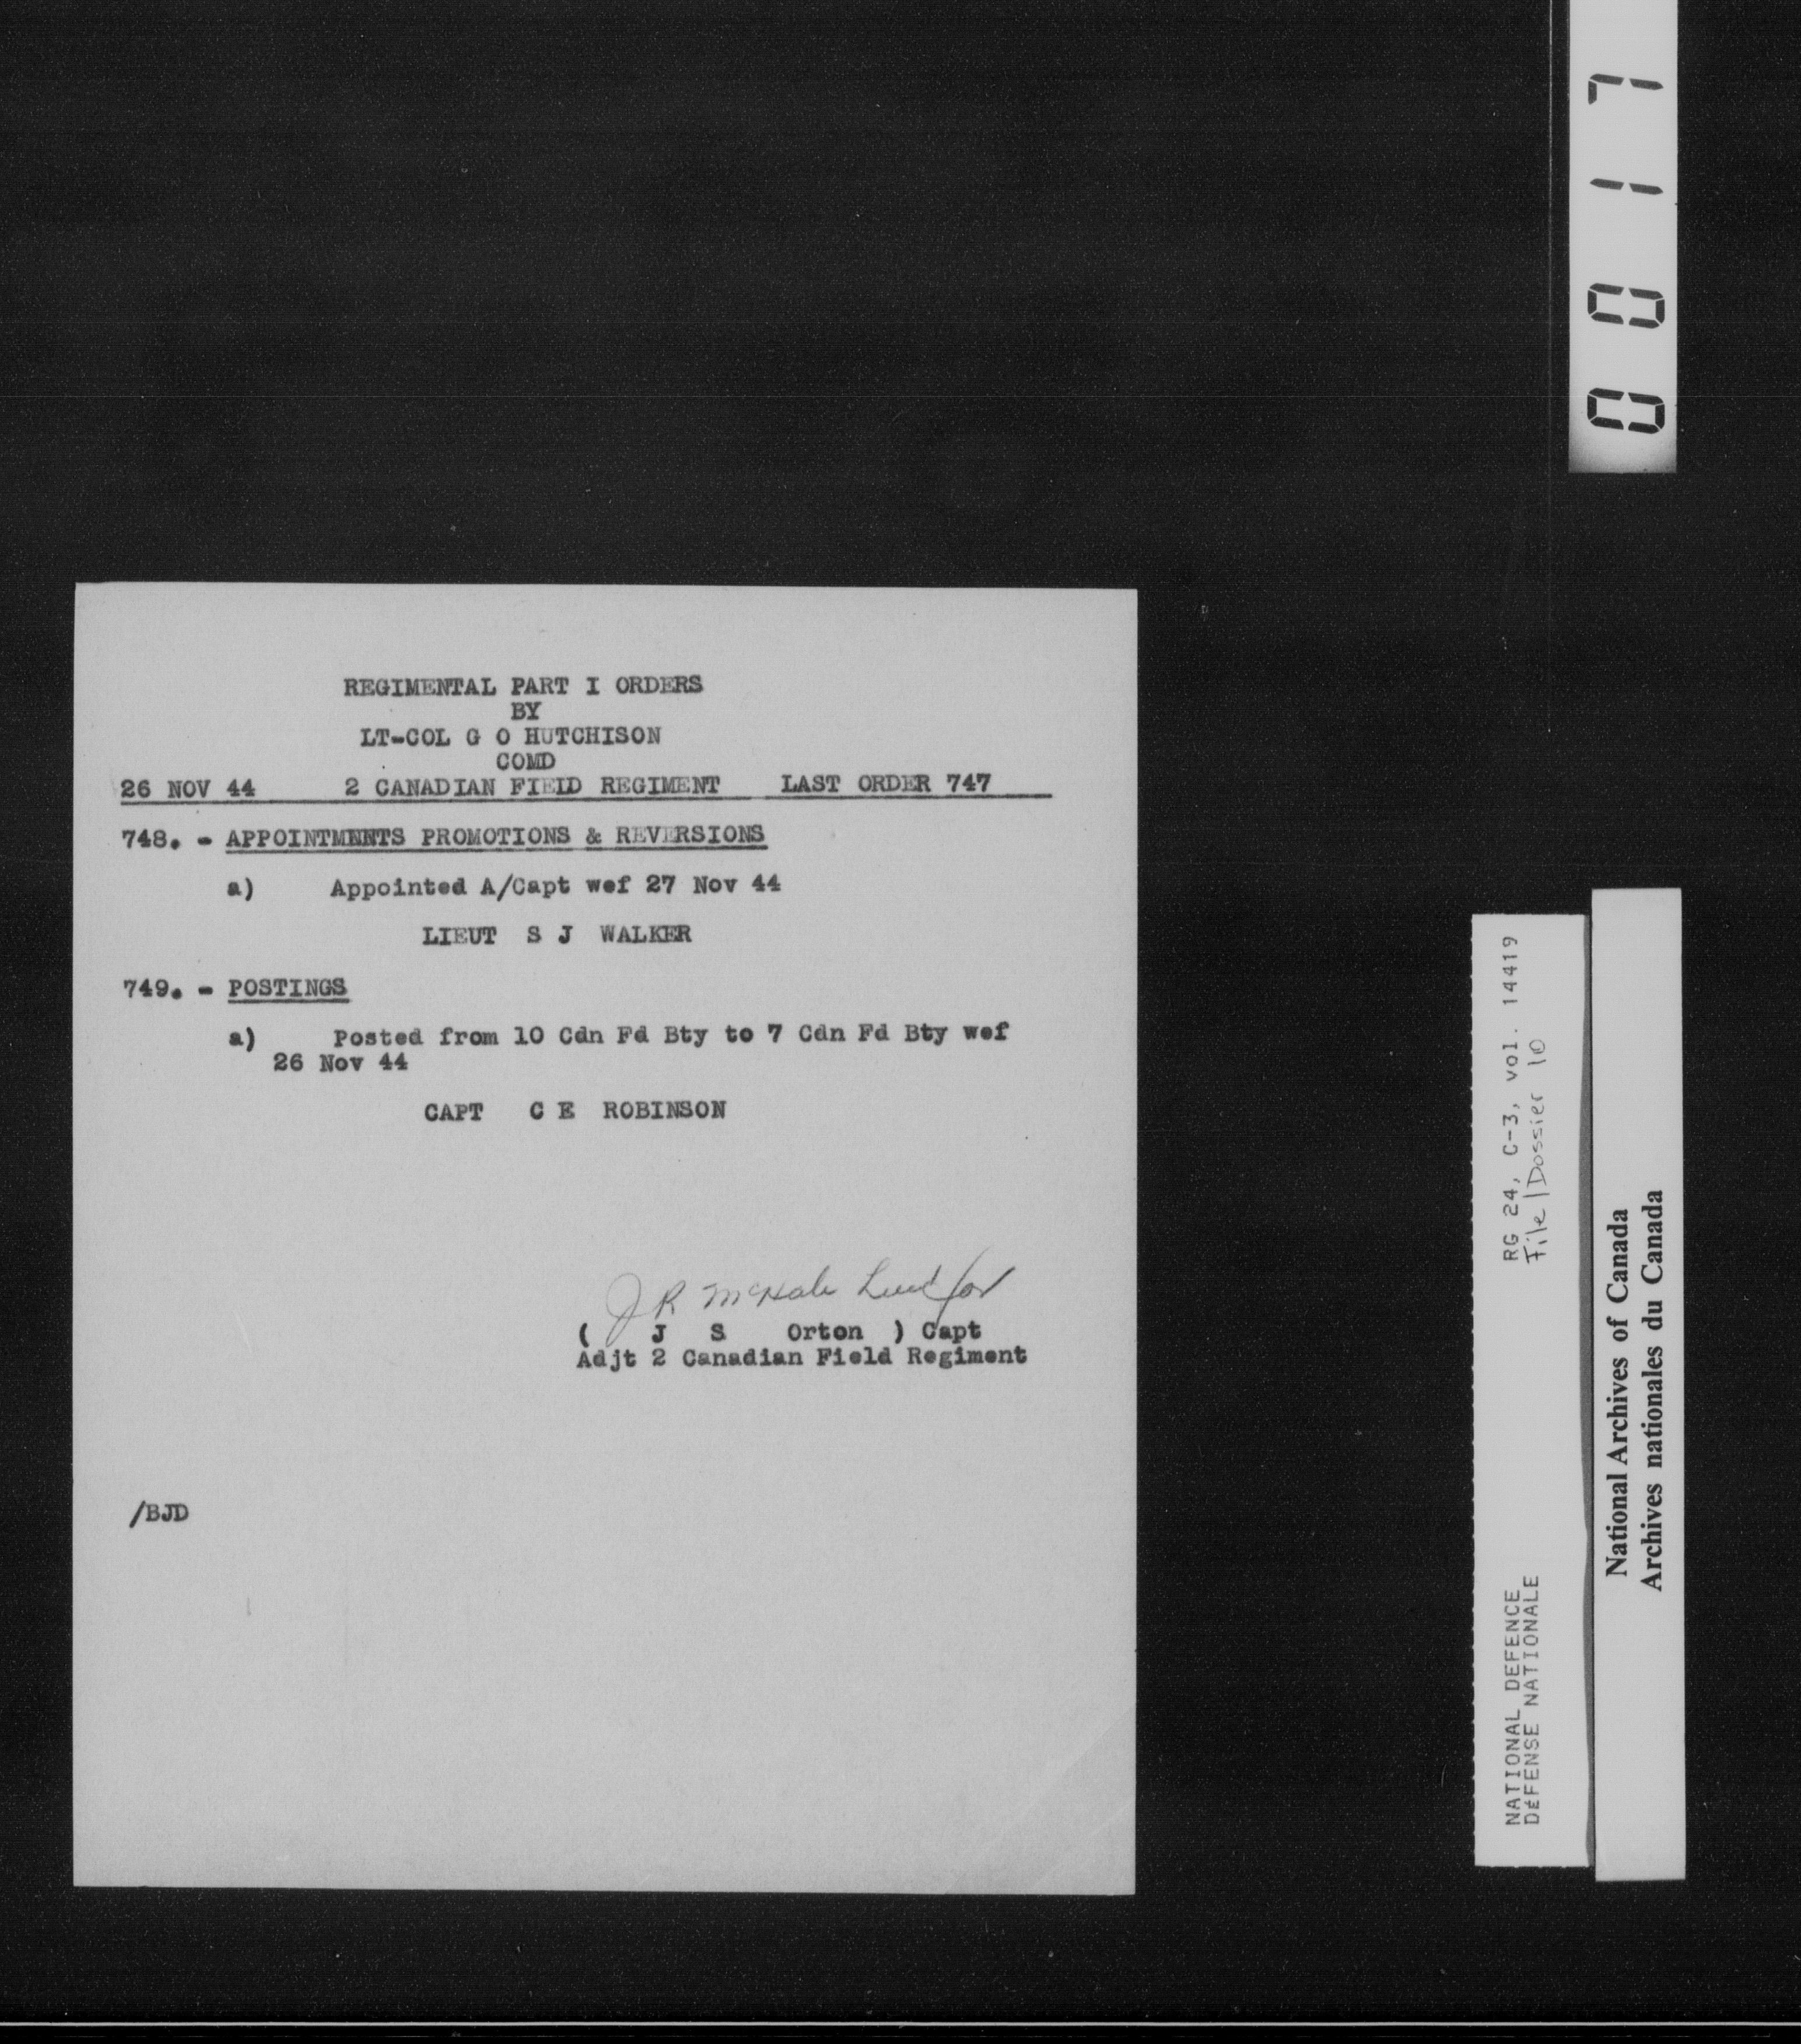 REGIMENTAL PART I ORDERS
BY
LT-COL G O HUTCHISON
COMD
26 NOV 44 2 CANADIAN FIELD REGIMENT LAST ORDER 747
748. - APPOINTMENTS PROMOTIONS & REVERSIONS
a) Appointed A/Capt wef 27 Nov 44
LIEUT S J WALKER
749. - POSTINGS
a) Posted from 10 Cdn Fd Bty to 7 Cdn Fd Bty wef
26 Nov 44
CAPT C E ROBINSON
J R McHale Lieut for
( J S Orton ) Capt
Adjt 2 Canadian Field Regiment
/BJD
0017
NATIONAL DEFENCE RG 24, C-3, vol. 14419
DÉFENSE NATIONALE File/Dossier 10
National Archives of Canada
Archives nationales du Canada